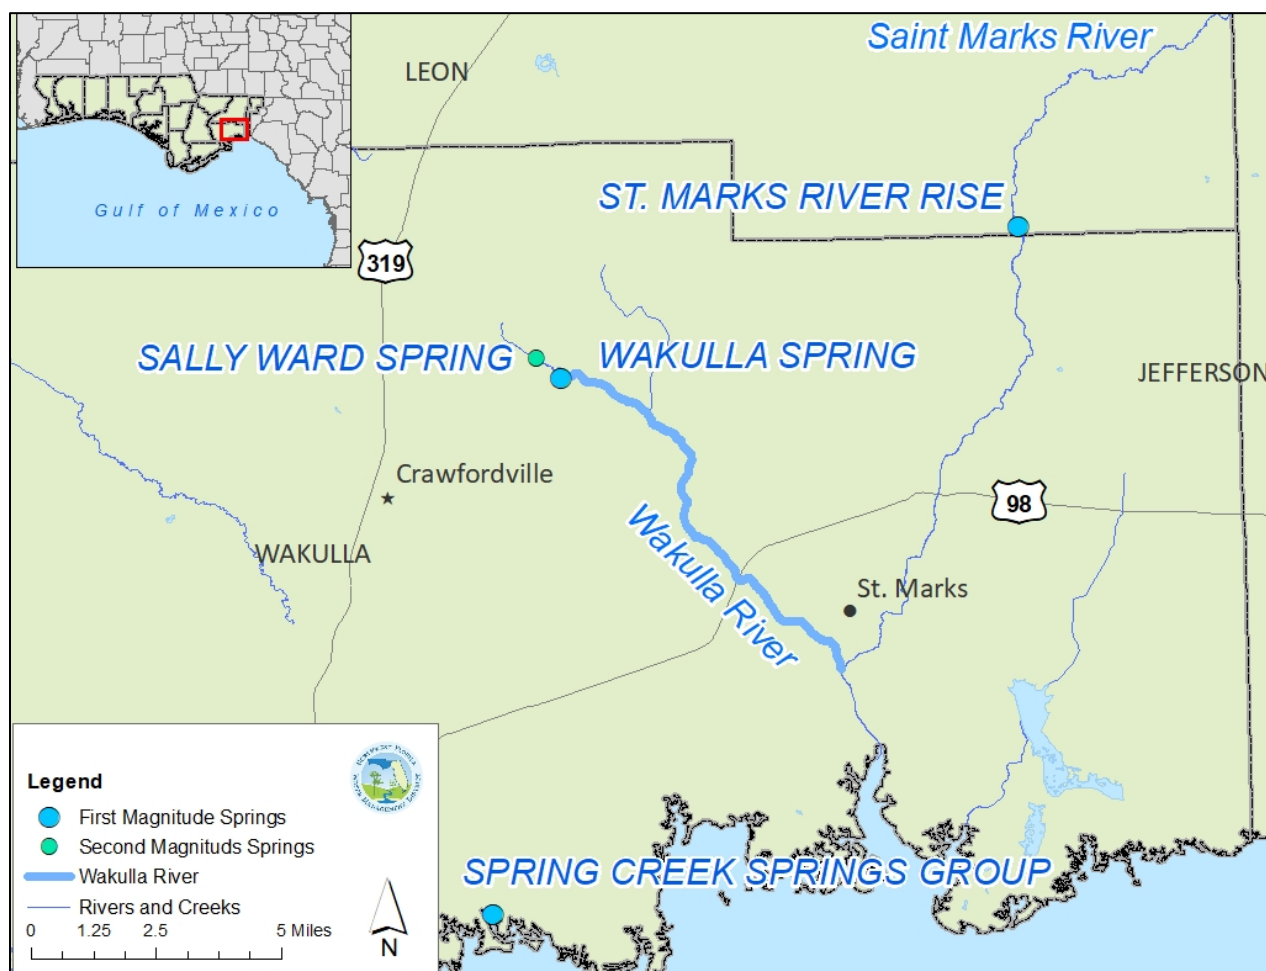 Saint Marks River
LEON
Gulf of Mexico
ST. MARKS RIVER RISE
319
SALLY WARD SPRING
WAKULLA SPRING
JEFFERSON
Crawfordville
98
WAKULLA
Wakulla River
St. Marks
Legend
First Magnitude Springs
Second Magnituds Springs
Wakulla River
Rivers and Creeks
0 1.25 2.5 5 Miles
N
SPRING CREEK SPRINGS GROUP